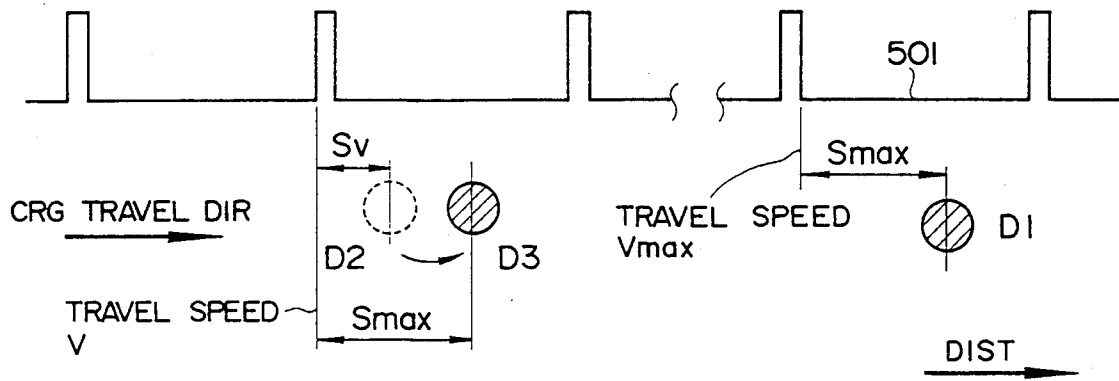 501
Sv
Smax
CRG TRAVEL DIR
TRAVEL SPEED
Vmax
D1
D2
D3
TRAVEL SPEED
V
Smax
DIST